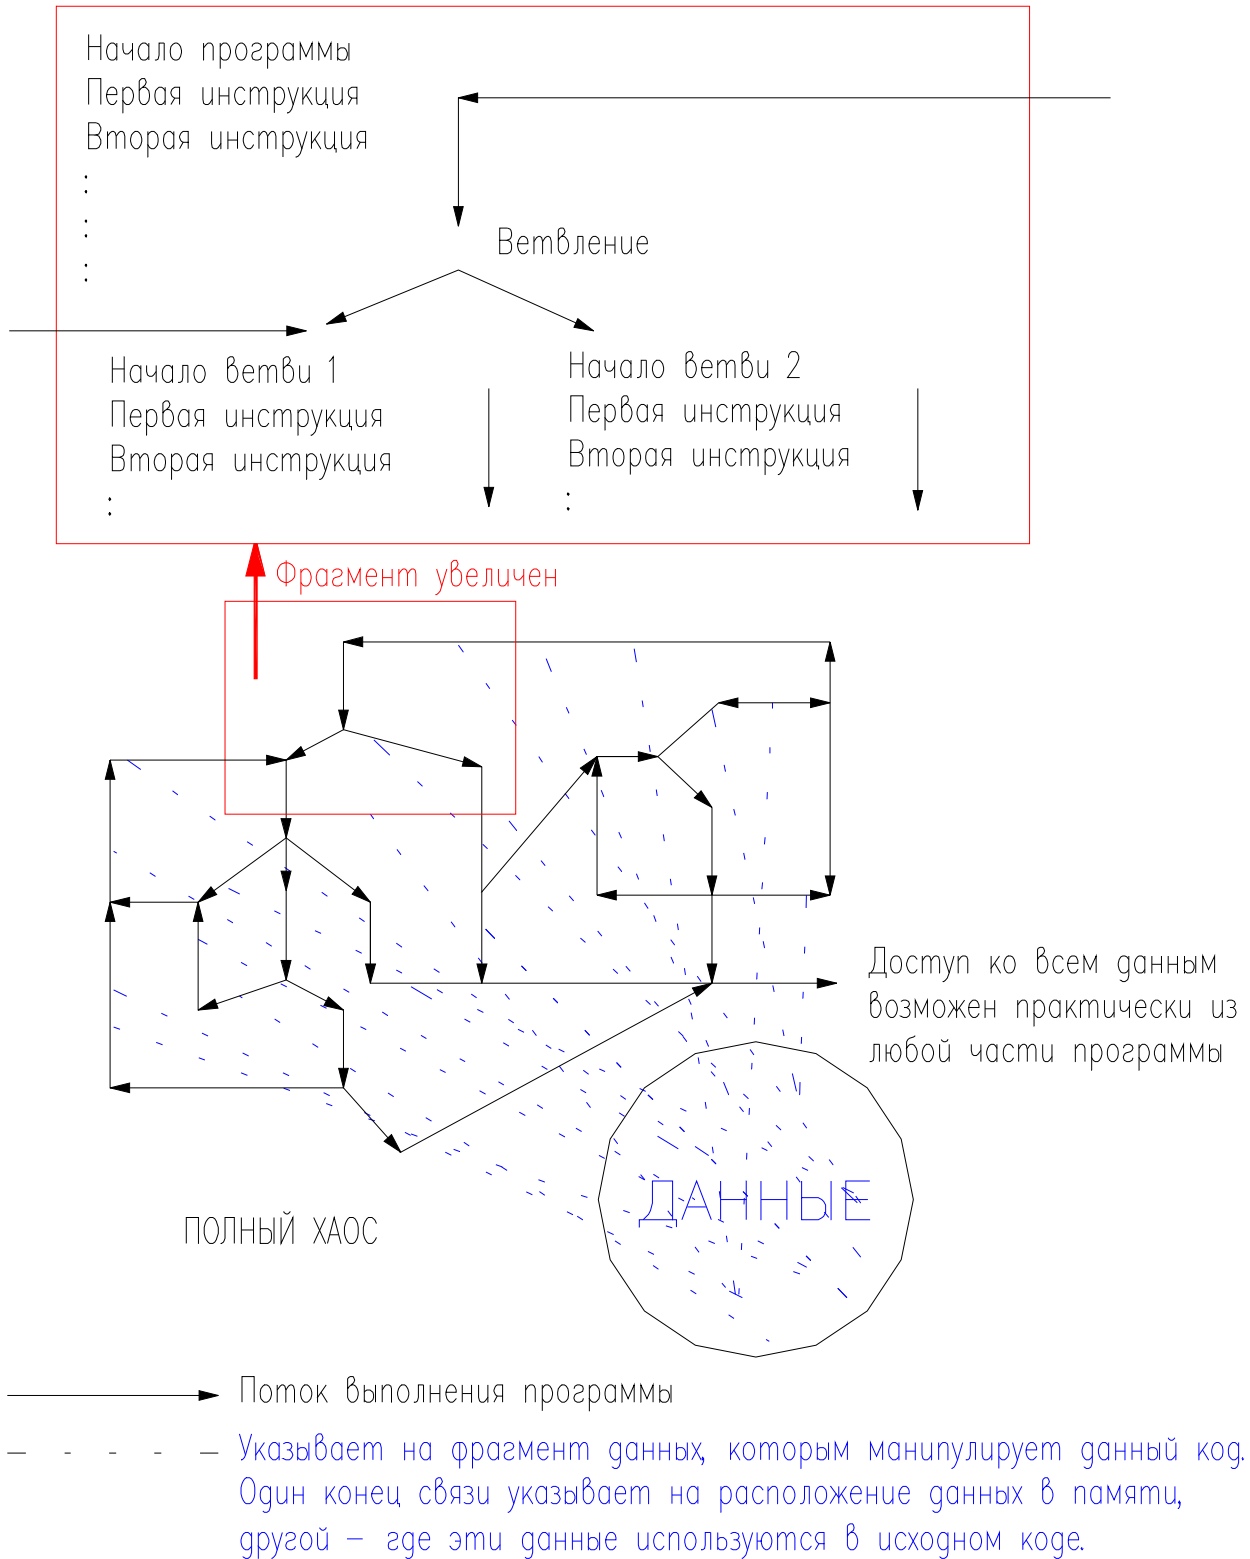 Начало программы
Первая инструкция
Вторая инструкция
:
:
:
Ветвление
Начало ветви 1
Первая инструкция
Вторая инструкция
:
Начало ветви 2
Первая инструкция
Вторая инструкция
:
Фрагмент увеличен
Доступ ко всем данным
возможен практически из
любой части программы
ДАННЫЕ
ПОЛНЫЙ ХАОС
Поток выполнения программы
Указывает на фрагмент данных, которым манипулирует данный код.
Один конец связи указывает на расположение данных в памяти,
другой – где эти данные используются в исходном коде.